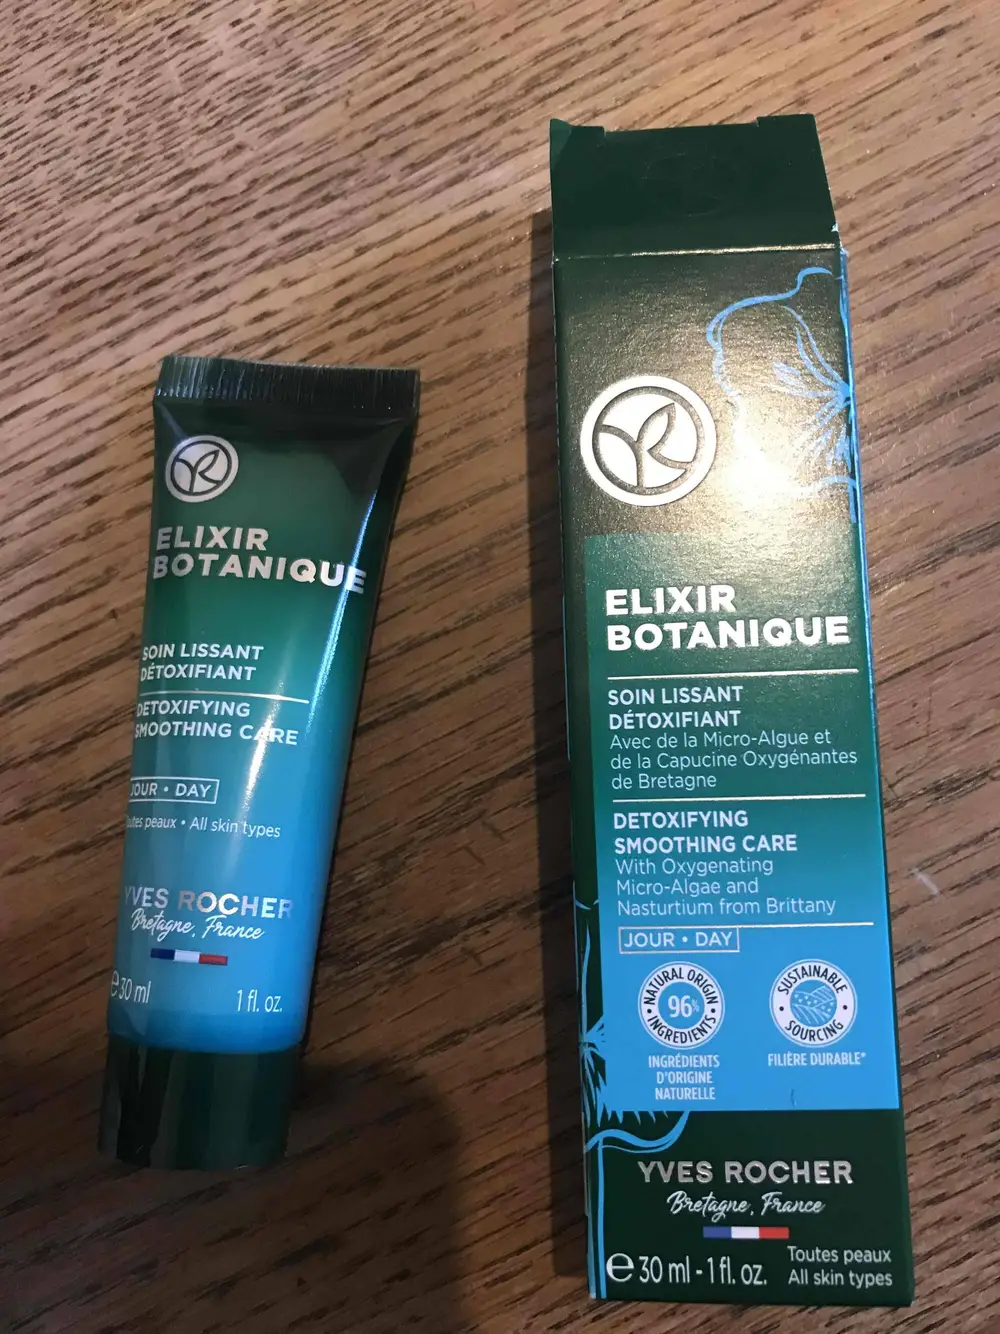 ELIXIR
BOTANIQUE
SOIN LISSANT
DÉTOXIFIANT
DETOXIFYING
SMOOTHING CARE
JOUR • DAY
Toutes peaux • All skin types
YVES ROCHER
Bretagne, France
e 30 ml 1 fl. oz.
ELIXIR
BOTANIQUE
SOIN LISSANT
DÉTOXIFIANT
Avec de la Micro-Algue et
de la Capucine Oxygénantes
de Bretagne
DETOXIFYING
SMOOTHING CARE
With Oxygenating
Micro-Algae and
Nasturtium from Brittany
JOUR • DAY
NATURAL ORIGIN
96%
INGREDIENTS
INGRÉDIENTS
D'ORIGINE
NATURELLE
SUSTAINABLE
SOURCING
FILIÈRE DURABLE*
YVES ROCHER
Bretagne, France
e 30 ml - 1 fl. oz.
Toutes peaux
All skin types